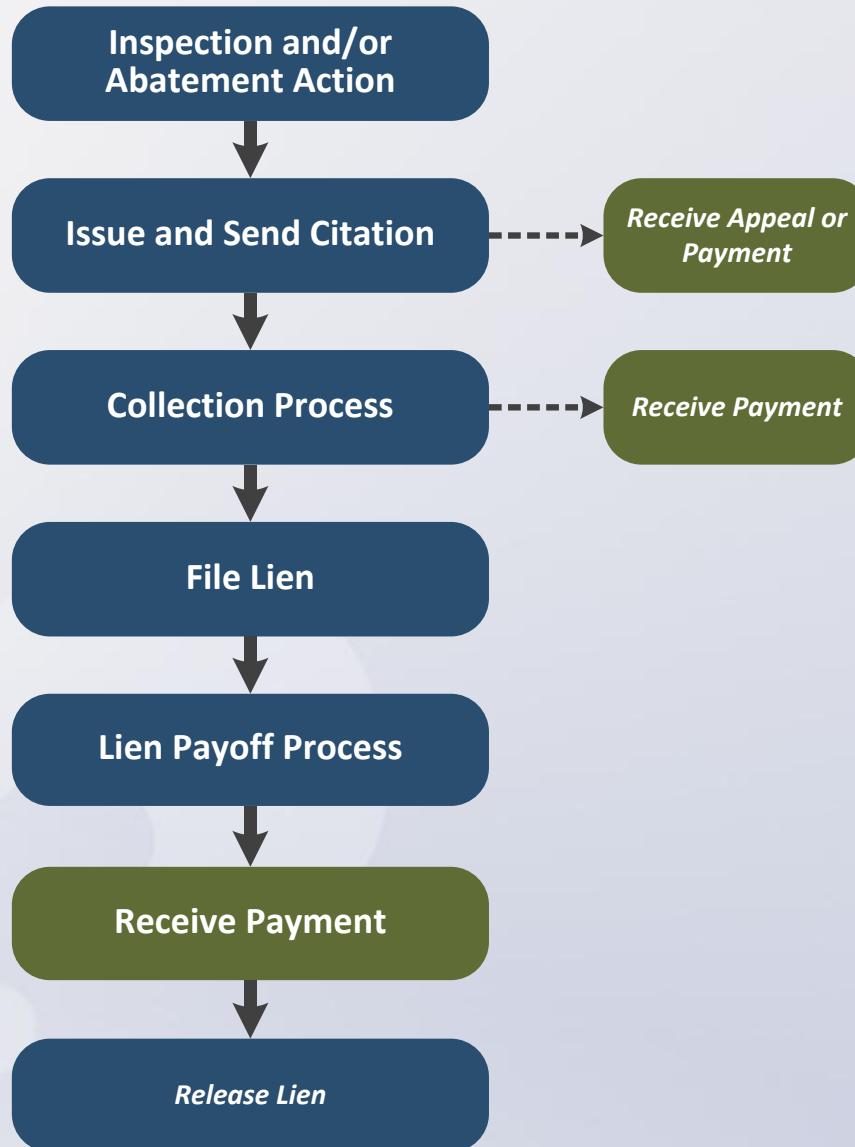 Inspection and/or
Abatement Action
Issue and Send Citation
Receive Appeal or
Payment
Collection Process
Receive Payment
File Lien
Lien Payoff Process
Receive Payment
Release Lien